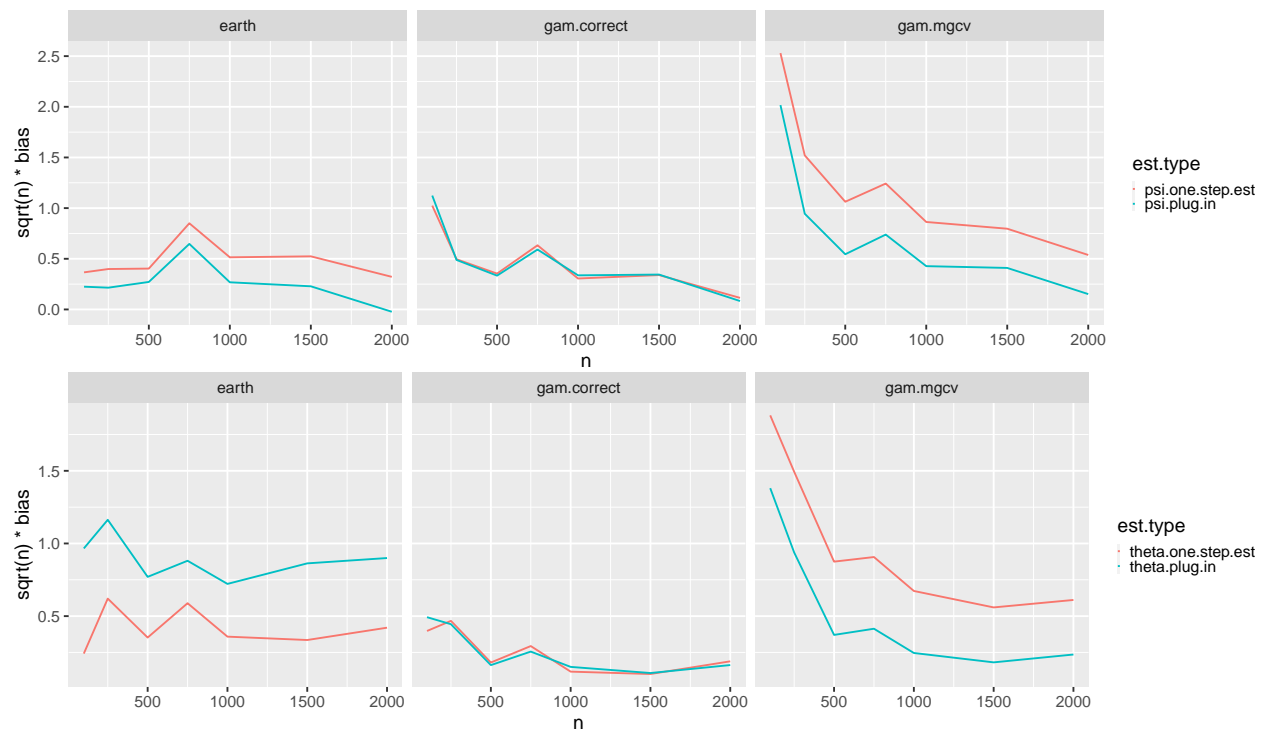 earth gam.correct gam.mgcv
2.5
2.0
1.5
1.0
0.5
0.0
sqrt(n) * bias
500 1000 1500 2000 500 1000 1500 2000 500 1000 1500 2000
n
est.type
psi.one.step.est
psi.plug.in
earth gam.correct gam.mgcv
1.5
1.0
0.5
sqrt(n) * bias
500 1000 1500 2000 500 1000 1500 2000 500 1000 1500 2000
n
est.type
theta.one.step.est
theta.plug.in